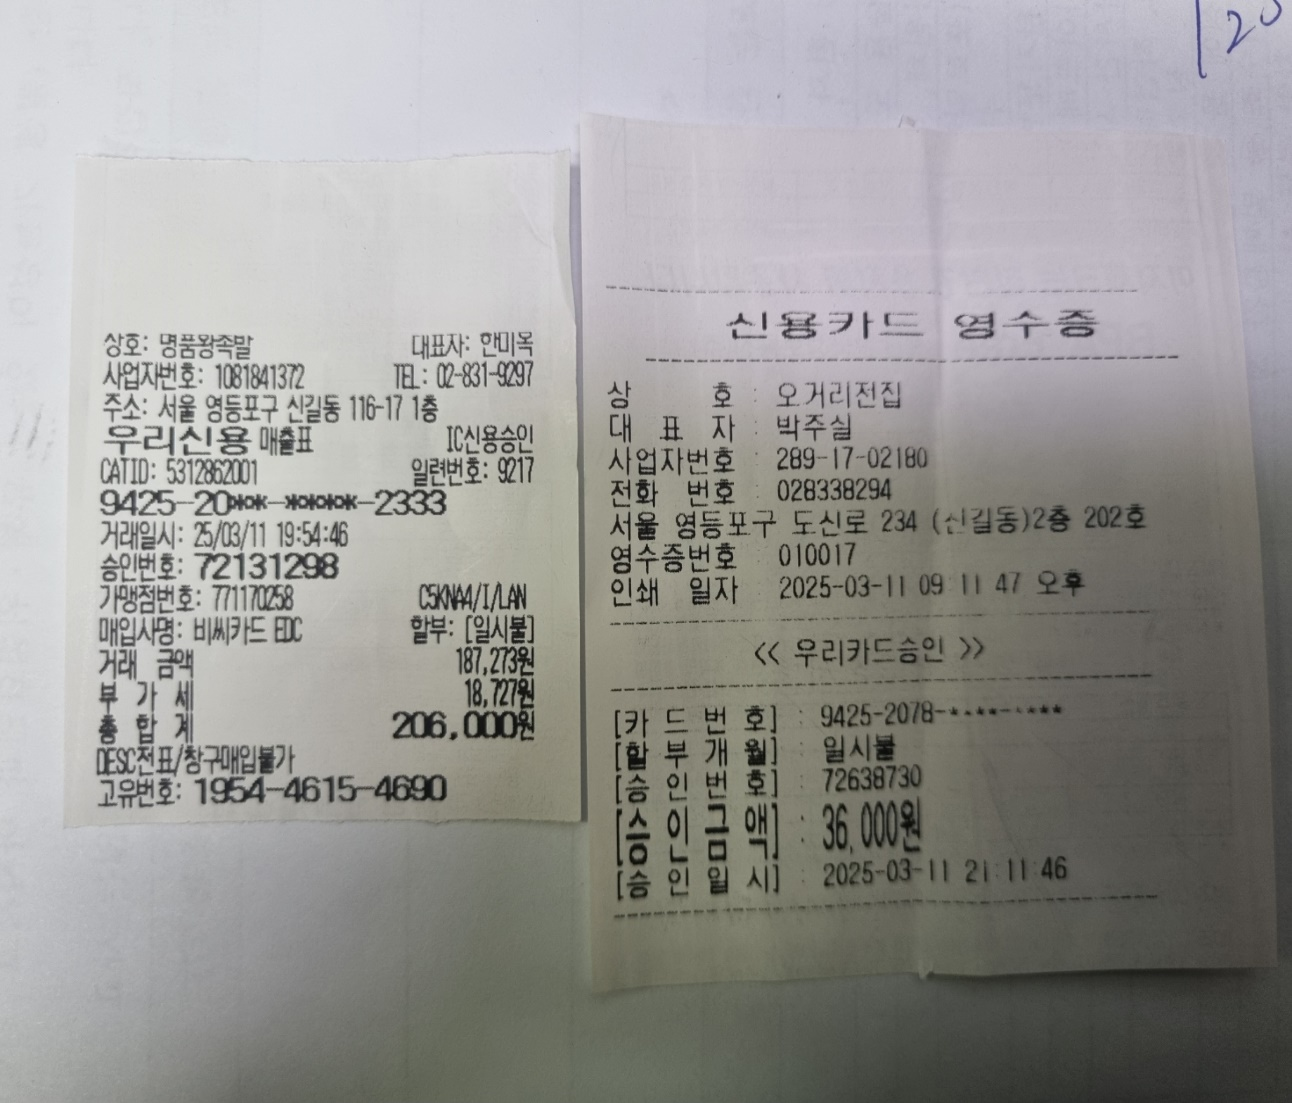 20
상호: 명품왕족발 대표자: 한미옥
사업자번호: 1081841372 TEL: 02-831-9297
주소: 서울 영등포구 신길동 116-17 1층
우리신용 매출표 IC신용승인
CATID: 5312862001 일련번호: 9217
9425-20**-****-2333
거래일시: 25/03/11 19:54:46
승인번호: 72131298
가맹점번호: 771170258 C5KNA4/I/LAN
매입사명: 비씨카드 EDC 할부: [일시불]
거래 금액 187,273원
부 가 세 18,727원
총 합 계 206,000원
DESC전표/창구매입불가
고유번호: 1954-4615-4690
신용카드 영수증
상 호 : 오거리전집
대 표 자 : 박주실
사업자번호 : 289-17-02180
전화 번호 : 028338294
서울 영등포구 도신로 234 (신길동)2층 202호
영수증번호 : 010017
인쇄 일자 : 2025-03-11 09 11 47 오후
<< 우리카드승인 >>
[카 드 번 호] : 9425-2078-****-****
[할 부 개 월] : 일시불
[승 인 번 호] : 72638730
[승 인 금 액] : 36,000원
[승 인 일 시] : 2025-03-11 21:11:46